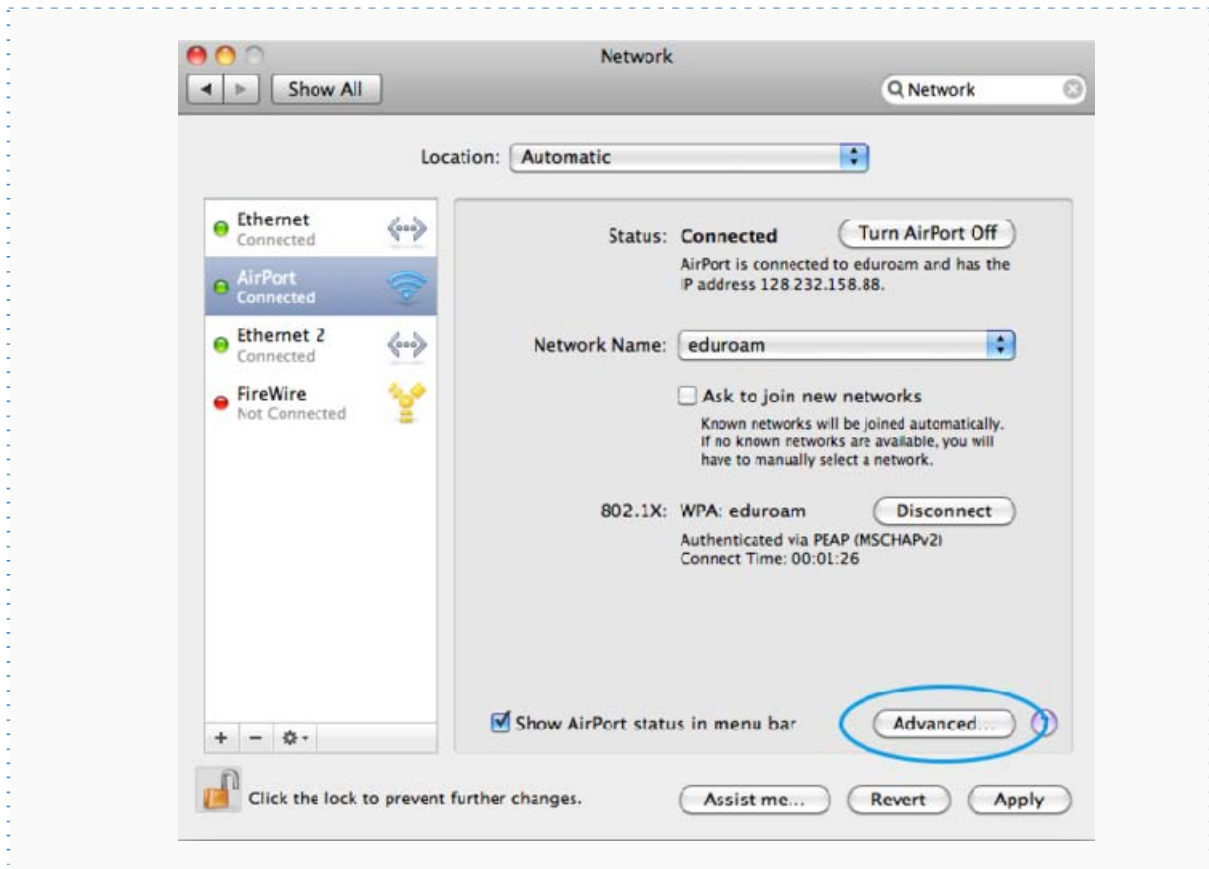 Network
Show All
Network
Location: Automatic
Ethernet
Connected
AirPort
Connected
Ethernet 2
Connected
FireWire
Not Connected
Status: Connected
Turn AirPort Off
AirPort is connected to eduroam and has the
IP address 128.232.158.88.
Network Name: eduroam
Ask to join new networks
Known networks will be joined automatically.
If no known networks are available, you will
have to manually select a network.
802.1X: WPA: eduroam
Disconnect
Authenticated via PEAP (MSCHAPv2)
Connect Time: 00:01:26
Show AirPort status in menu bar
Advanced...
?
Click the lock to prevent further changes.
Assist me...
Revert
Apply